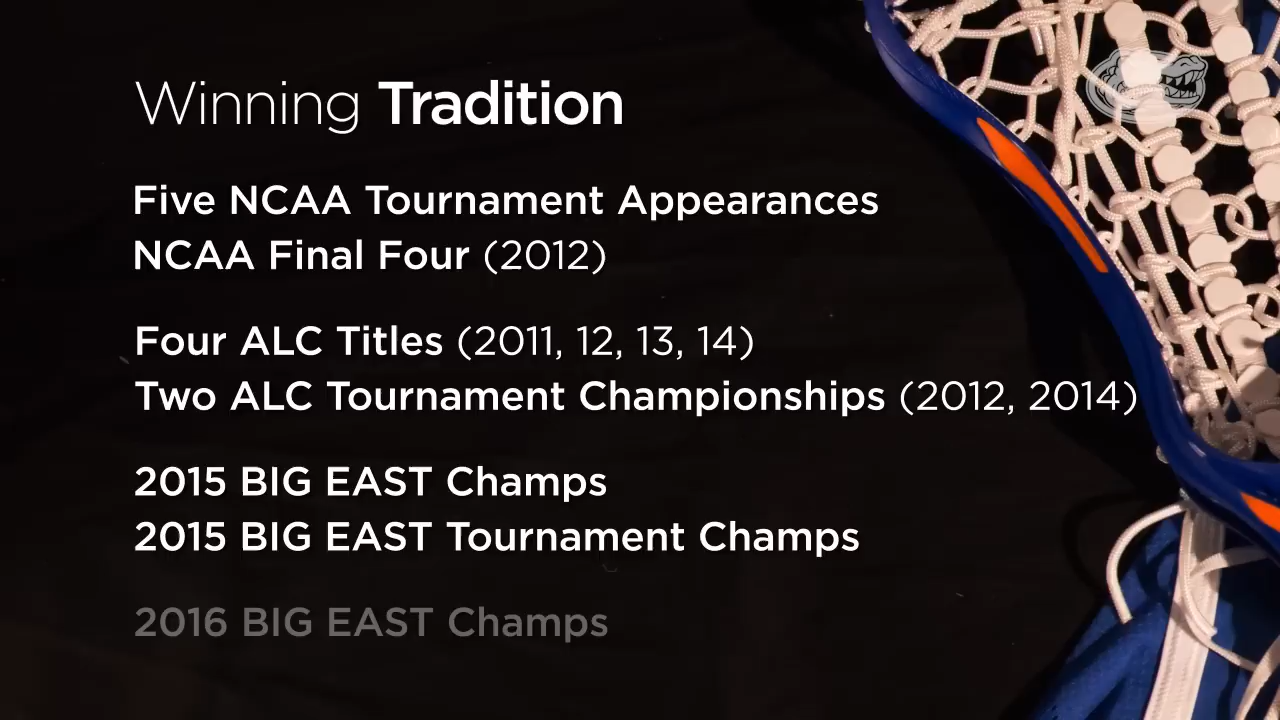 Winning Tradition
Five NCAA Tournament Appearances
NCAA Final Four (2012)
Four ALC Titles (2011, 12, 13, 14)
Two ALC Tournament Championships (2012, 2014)
2015 BIG EAST Champs
2015 BIG EAST Tournament Champs
2016 BIG EAST Champs